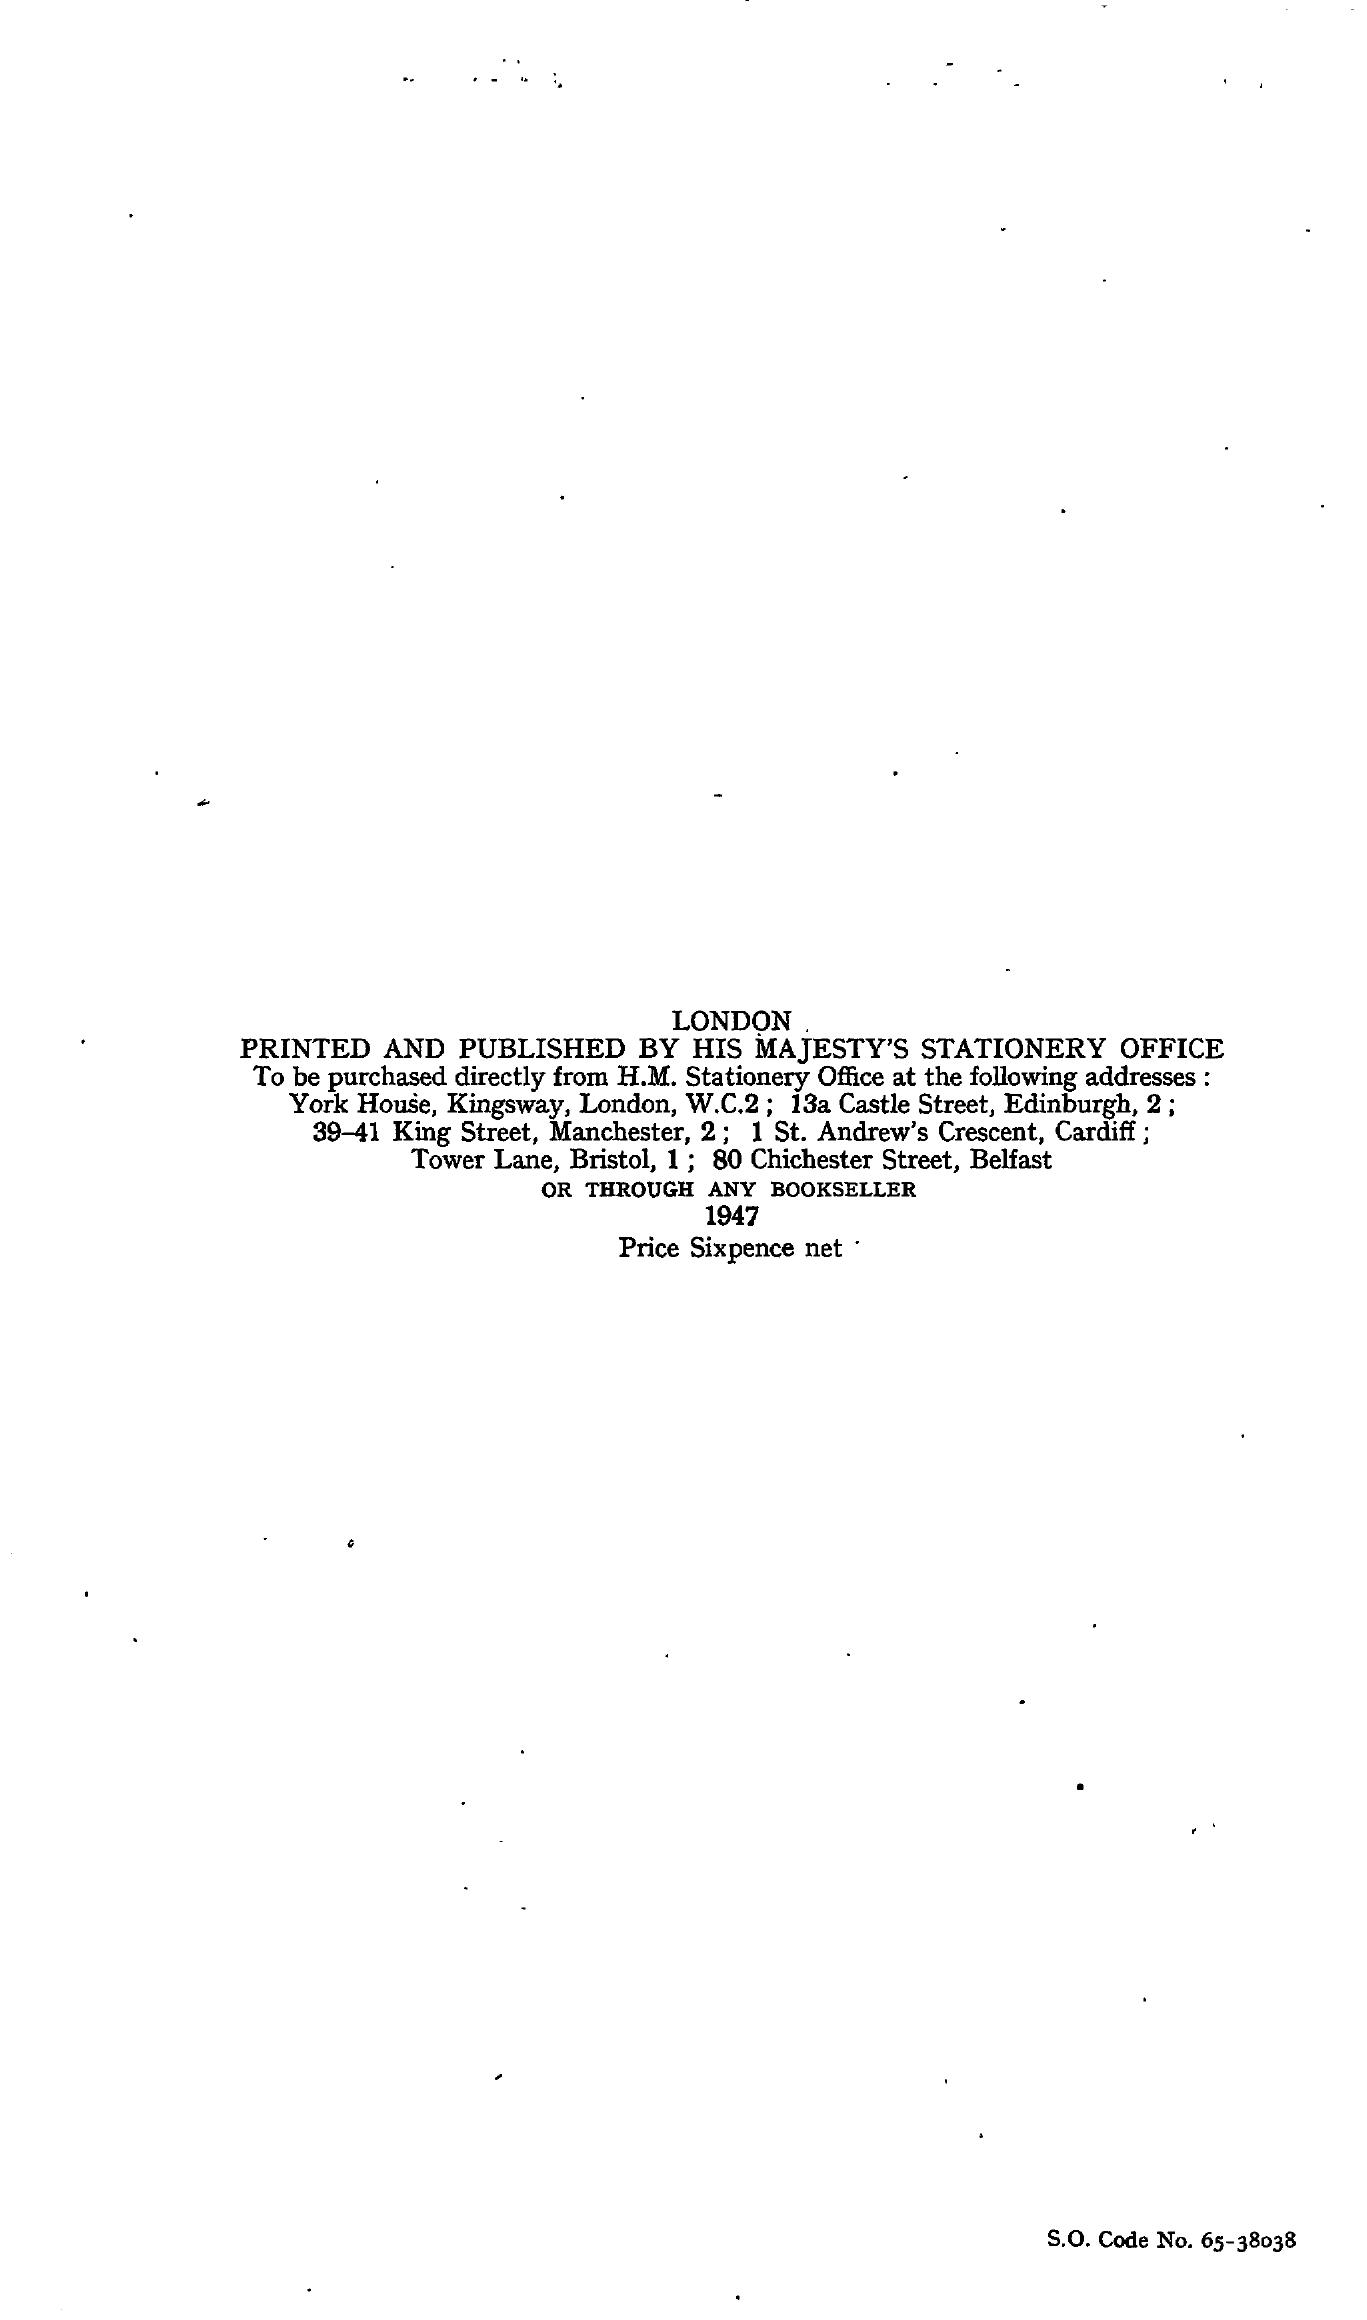 LONDON
PRINTED AND PUBLISHED BY HIS MAJESTY'S STATIONERY OFFICE
To be purchased directly from H.M. Stationery Office at the following addresses :
York House, Kingsway, London, W.C.2 ; 13a Castle Street, Edinburgh, 2 ;
39–41 King Street, Manchester, 2 ; 1 St. Andrew's Crescent, Cardiff ;
Tower Lane, Bristol, 1 ; 80 Chichester Street, Belfast
OR THROUGH ANY BOOKSELLER
1947
Price Sixpence net
S.O. Code No. 65-38038